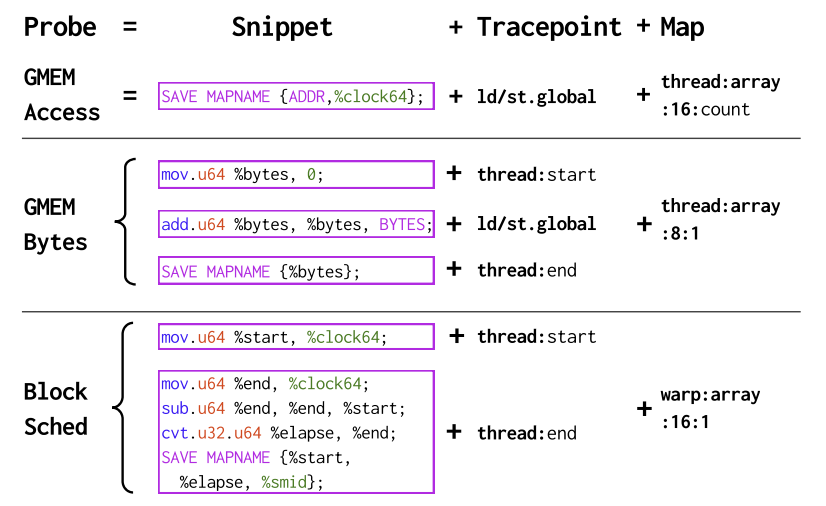 Probe = Snippet + Tracepoint + Map
GMEM Access = SAVE MAPNAME {ADDR,%clock64}; + ld/st.global + thread:array :16:count
GMEM Bytes
mov.u64 %bytes, 0; + thread:start
add.u64 %bytes, %bytes, BYTES; + ld/st.global + thread:array :8:1
SAVE MAPNAME {%bytes}; + thread:end
Block Sched
mov.u64 %start, %clock64; + thread:start
mov.u64 %end, %clock64;
sub.u64 %end, %end, %start;
cvt.u32.u64 %elapse, %end;
SAVE MAPNAME {%start,
%elapse, %smid};
+ thread:end
+ warp:array :16:1